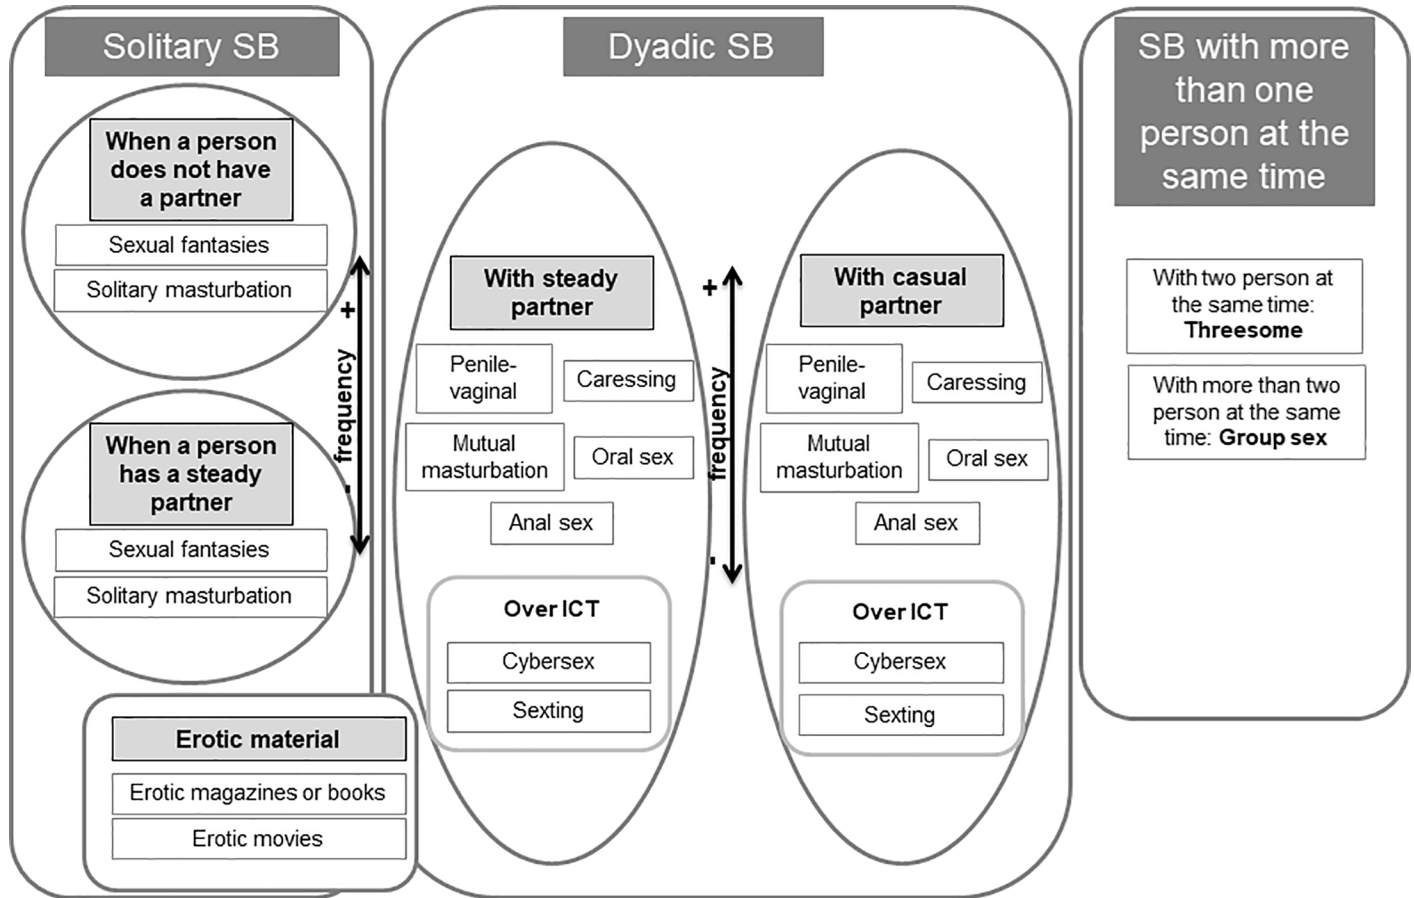 Solitary SB
When a person
does not have
a partner
Sexual fantasies
Solitary masturbation
+
frequency
-
When a person
has a steady
partner
Sexual fantasies
Solitary masturbation
Erotic material
Erotic magazines or books
Erotic movies
Dyadic SB
With steady
partner
Penile-
vaginal
Caressing
Mutual
masturbation
Oral sex
Anal sex
Over ICT
Cybersex
Sexting
+
frequency
-
With casual
partner
Penile-
vaginal
Caressing
Mutual
masturbation
Oral sex
Anal sex
Over ICT
Cybersex
Sexting
SB with more
than one
person at the
same time
With two person at
the same time:
Threesome
With more than two
person at the same
time: Group sex